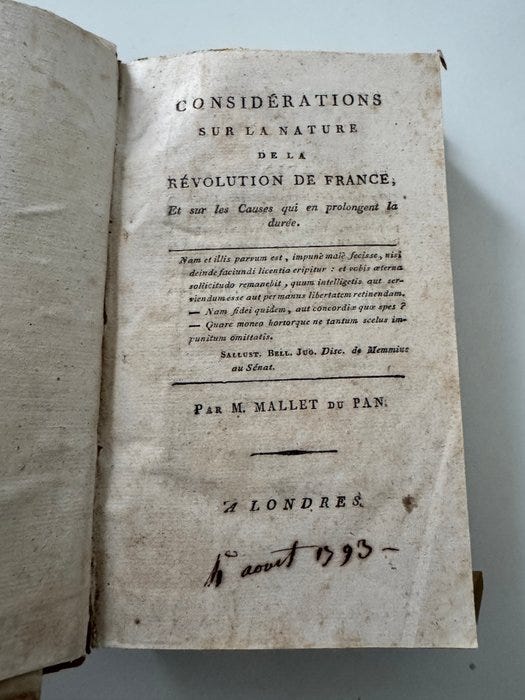 CONSIDÉRATIONS
SUR LA NATURE
DE LA
RÉVOLUTION DE FRANCE,
Et sur les Causes qui en prolongent la
durée.
Nam et illis parvum est, impunè malè fecisse, nisi
deinde faciundi licentia eripitur : et vobis æterna
sollicitudo remanebit, quum intelligetis aut ser-
viendum esse aut per manus libertatem retinendam.
— Nam fidei quidem, aut concordiæ quæ spes ?
— Quare moneo hortorque ne tantum scelus im-
punitum omittatis.
SALLUST. BELL. JUG. Disc. de Memmius
au Sénat.
PAR M. MALLET DU PAN.
A LONDRES.
aout 1793 —